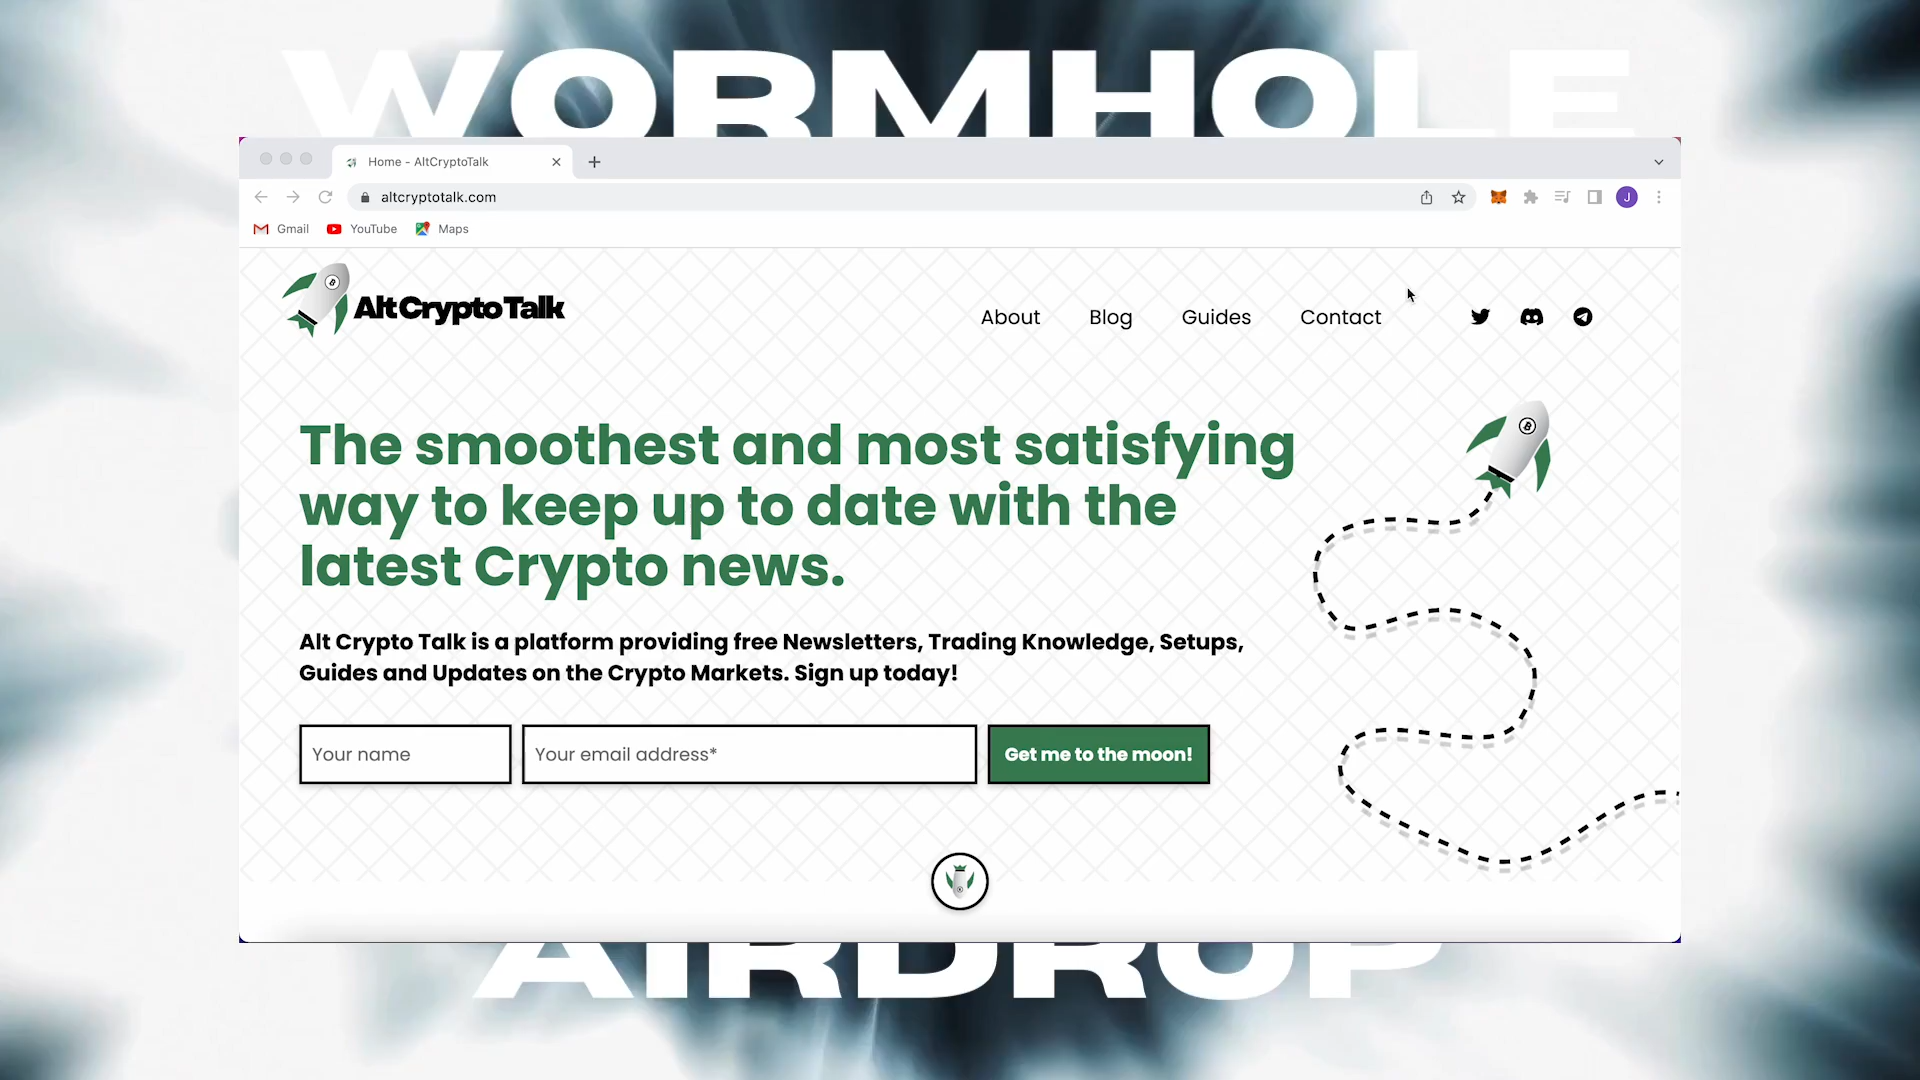 WORMHOLE
Home - AltCryptoTalk
altcryptotalk.com
J
Gmail YouTube Maps
Alt Crypto Talk
About Blog Guides Contact
The smoothest and most satisfying
way to keep up to date with the
latest Crypto news.
Alt Crypto Talk is a platform providing free Newsletters, Trading Knowledge, Setups,
Guides and Updates on the Crypto Markets. Sign up today!
Your name Your email address* Get me to the moon!
AIRDROP